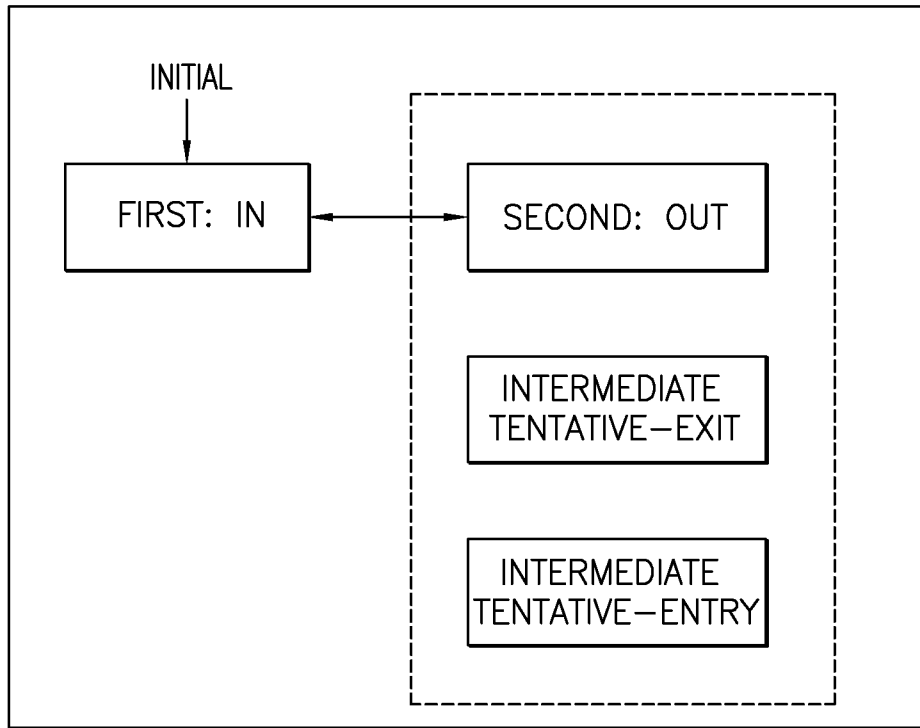 INITIAL
FIRST: IN
SECOND: OUT
INTERMEDIATE
TENTATIVE-EXIT
INTERMEDIATE
TENTATIVE-ENTRY